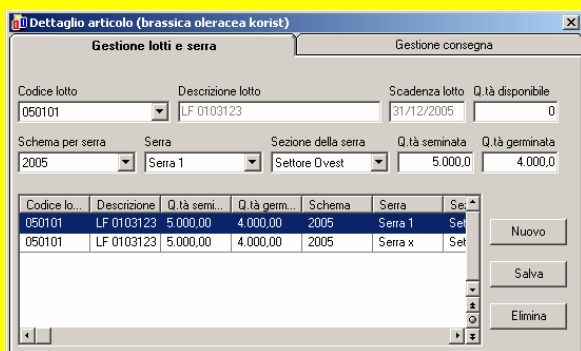 Dettaglio articolo (brassica oleracea korist)
Gestione lotti e serra Gestione consegna
Codice lotto Descrizione lotto Scadenza lotto Q.tà disponibile
050101 LF 0103123 31/12/2005 0
Schema per serra Serra Sezione della serra Q.tà seminata Q.tà germinata
2005 Serra 1 Settore Ovest 5.000,0 4.000,0
Codice lo... Descrizione Q.tà semi... Q.tà germ... Schema Serra Se:
050101 LF 0103123 5.000,00 4.000,00 2005 Serra 1 Set
050101 LF 0103123 5.000,00 4.000,00 2005 Serra x Set
Nuovo
Salva
Elimina